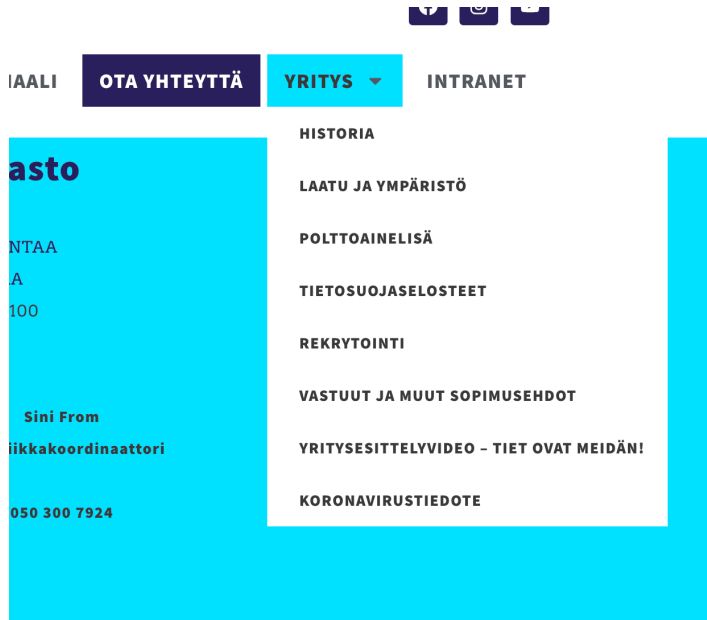 OTA YHTEYTTÄ YRITYS INTRANET
HISTORIA
LAATU JA YMPÄRISTÖ
POLTTOAINELISÄ
TIETOSUOJASELOSTEET
REKRYTOINTI
VASTUUT JA MUUT SOPIMUSEHDOT
YRITYSESITTELYVIDEO – TIET OVAT MEIDÄN!
KORONAVIRUSTIEDOTE
asto
NTAA
A
100
Sini From
iikkakoordinaattori
050 300 7924